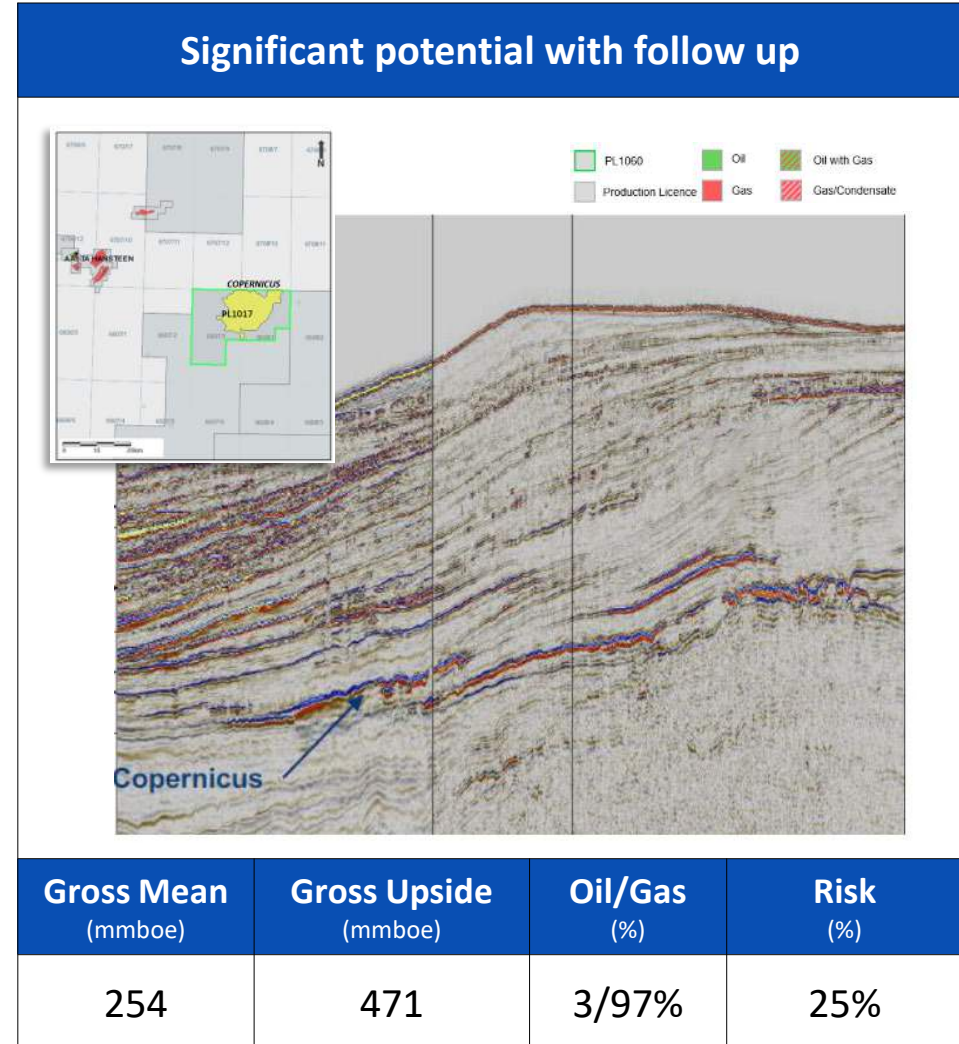 Significant potential with follow up
N
PL1060
Oil
Oil with Gas
Production Licence
Gas
Gas/Condensate
AASTA HANSTEEN
COPERNICUS
PL1017
Copernicus
Gross Mean
(mmboe)
Gross Upside
(mmboe)
Oil/Gas
(%)
Risk
(%)
254
471
3/97%
25%